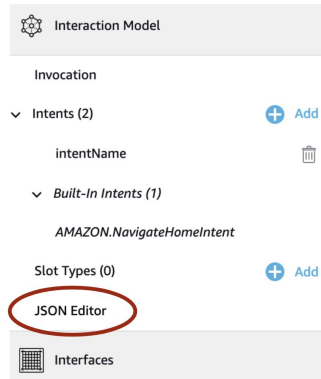 Interaction Model
Invocation
Intents (2) Add
intentName
Built-In Intents (1)
AMAZON.NavigateHomeIntent
Slot Types (0) Add
JSON Editor
Interfaces